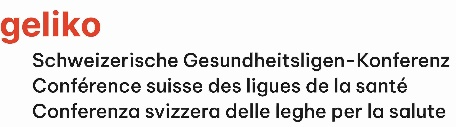 geliko
Schweizerische Gesundheitsligen-Konferenz
Conférence suisse des ligues de la santé
Conferenza svizzera delle leghe per la salute